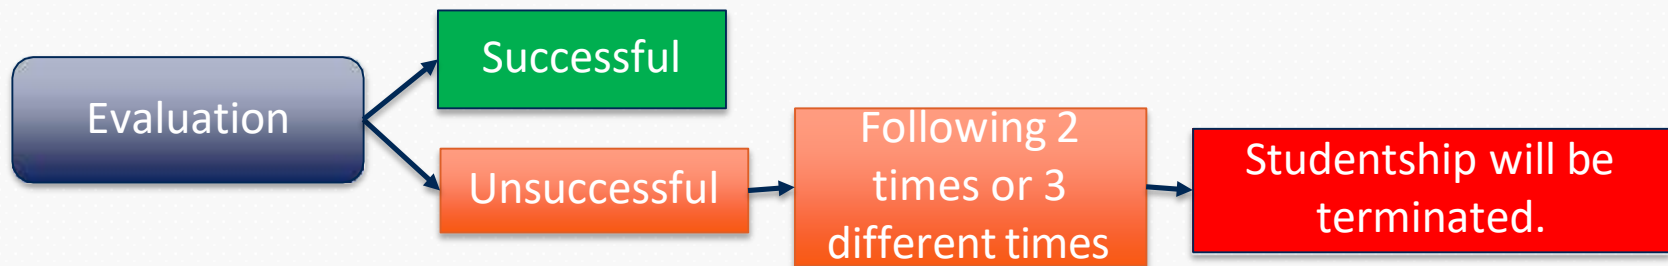 Evaluation
Successful
Unsuccessful
Following 2
times or 3
different times
Studentship will be
terminated.